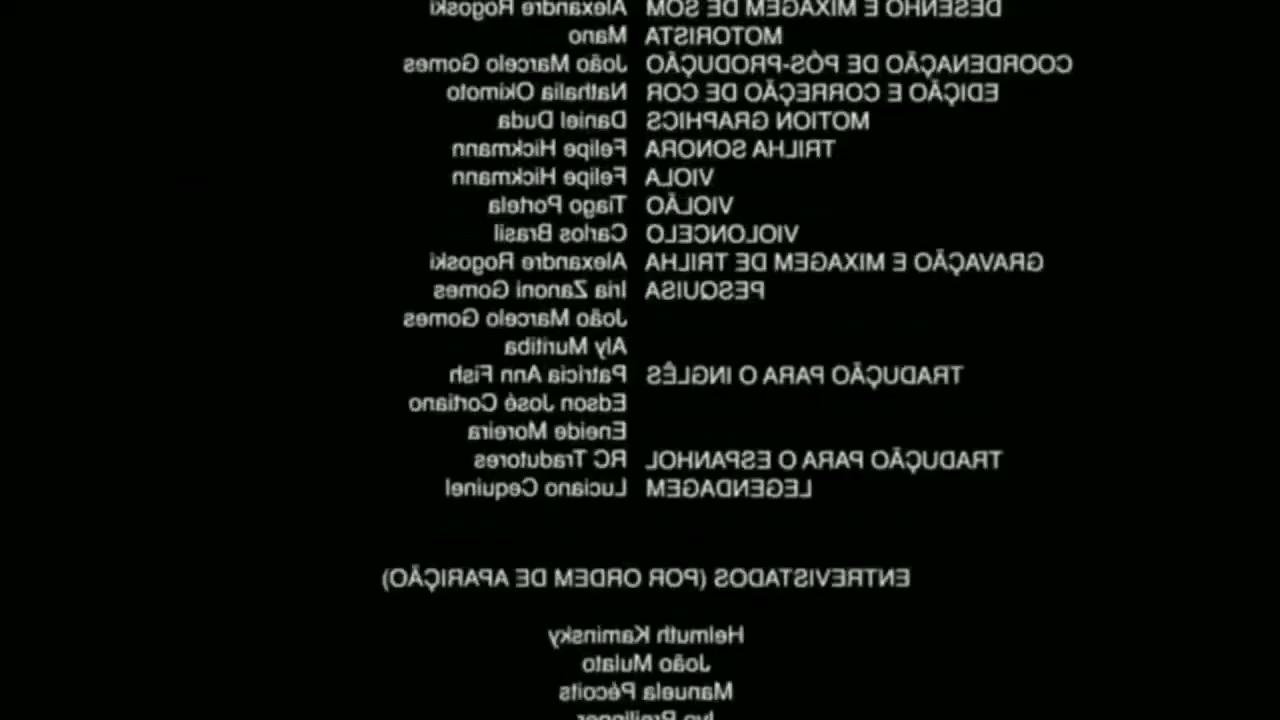 DESENHO E MIXAGEM DE SOM Alexandre Rogoski
MOTORISTA Mano
COORDENAÇÃO DE PÓS-PRODUÇÃO João Marcelo Gomes
EDIÇÃO E CORREÇÃO DE COR Nathalia Okimoto
MOTION GRAPHICS Daniel Duda
TRILHA SONORA Felipe Hickmann
VIOLA Felipe Hickmann
VIOLÃO Tiago Portela
VIOLONCELO Carlos Brasil
GRAVAÇÃO E MIXAGEM DE TRILHA Alexandre Rogoski
PESQUISA Iria Zanoni Gomes
João Marcelo Gomes
Aly Muritiba
TRADUÇÃO PARA O INGLÊS Patricia Ann Fish
Edson José Cortiano
Eneide Moreira
TRADUÇÃO PARA O ESPANHOL RC Tradutores
LEGENDAGEM Luciano Cequinel
ENTREVISTADOS (POR ORDEM DE APARIÇÃO)
Helmuth Kaminsky
João Mulato
Manuela Pécoits